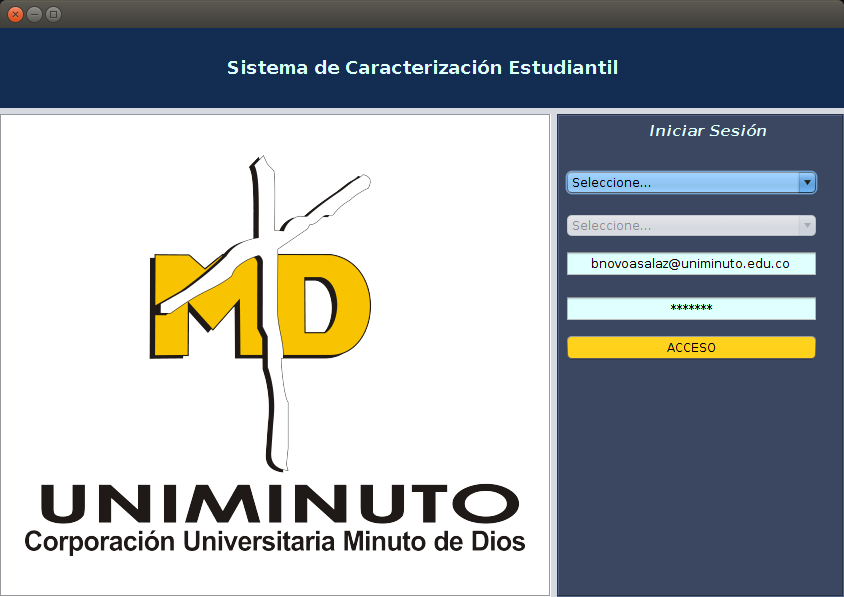 Sistema de Caracterización Estudiantil
MD
UNIMINUTO
Corporación Universitaria Minuto de Dios
Iniciar Sesión
Seleccione...
Seleccione...
bnovoasalaz@uniminuto.edu.co
*******
ACCESO